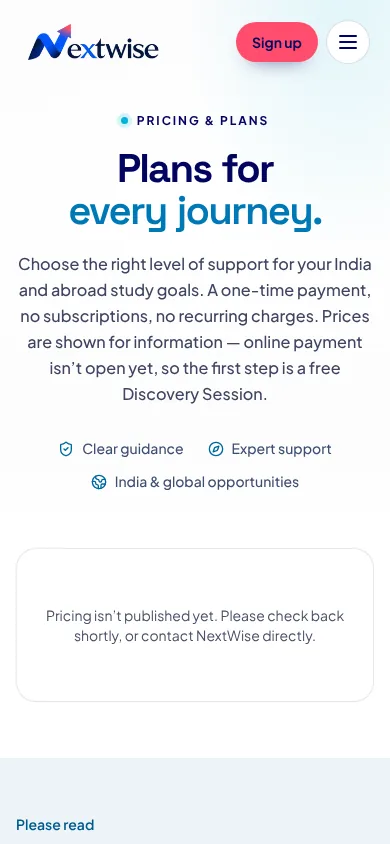 Nextwise
Sign up
PRICING & PLANS
Plans for
every journey.
Choose the right level of support for your India
and abroad study goals. A one-time payment,
no subscriptions, no recurring charges. Prices
are shown for information — online payment
isn’t open yet, so the first step is a free
Discovery Session.
Clear guidance
Expert support
India & global opportunities
Pricing isn’t published yet. Please check back
shortly, or contact NextWise directly.
Please read